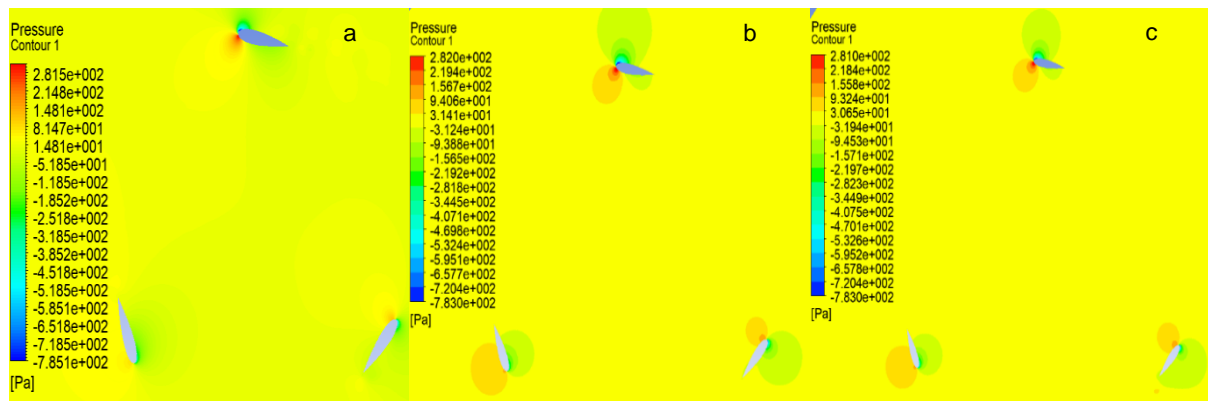 Pressure
Contour 1
a
2.815e+002
2.148e+002
1.481e+002
8.147e+001
1.481e+001
-5.185e+001
-1.185e+002
-1.852e+002
-2.518e+002
-3.185e+002
-3.852e+002
-4.518e+002
-5.185e+002
-5.851e+002
-6.518e+002
-7.185e+002
-7.851e+002
[Pa]
Pressure
Contour 1
b
2.820e+002
2.194e+002
1.567e+002
9.406e+001
3.141e+001
-3.124e+001
-9.388e+001
-1.565e+002
-2.192e+002
-2.818e+002
-3.445e+002
-4.071e+002
-4.698e+002
-5.324e+002
-5.951e+002
-6.577e+002
-7.204e+002
-7.830e+002
[Pa]
Pressure
Contour 1
c
2.810e+002
2.184e+002
1.558e+002
9.324e+001
3.065e+001
-3.194e+001
-9.453e+001
-1.571e+002
-2.197e+002
-2.823e+002
-3.449e+002
-4.075e+002
-4.701e+002
-5.326e+002
-5.952e+002
-6.578e+002
-7.204e+002
-7.830e+002
[Pa]